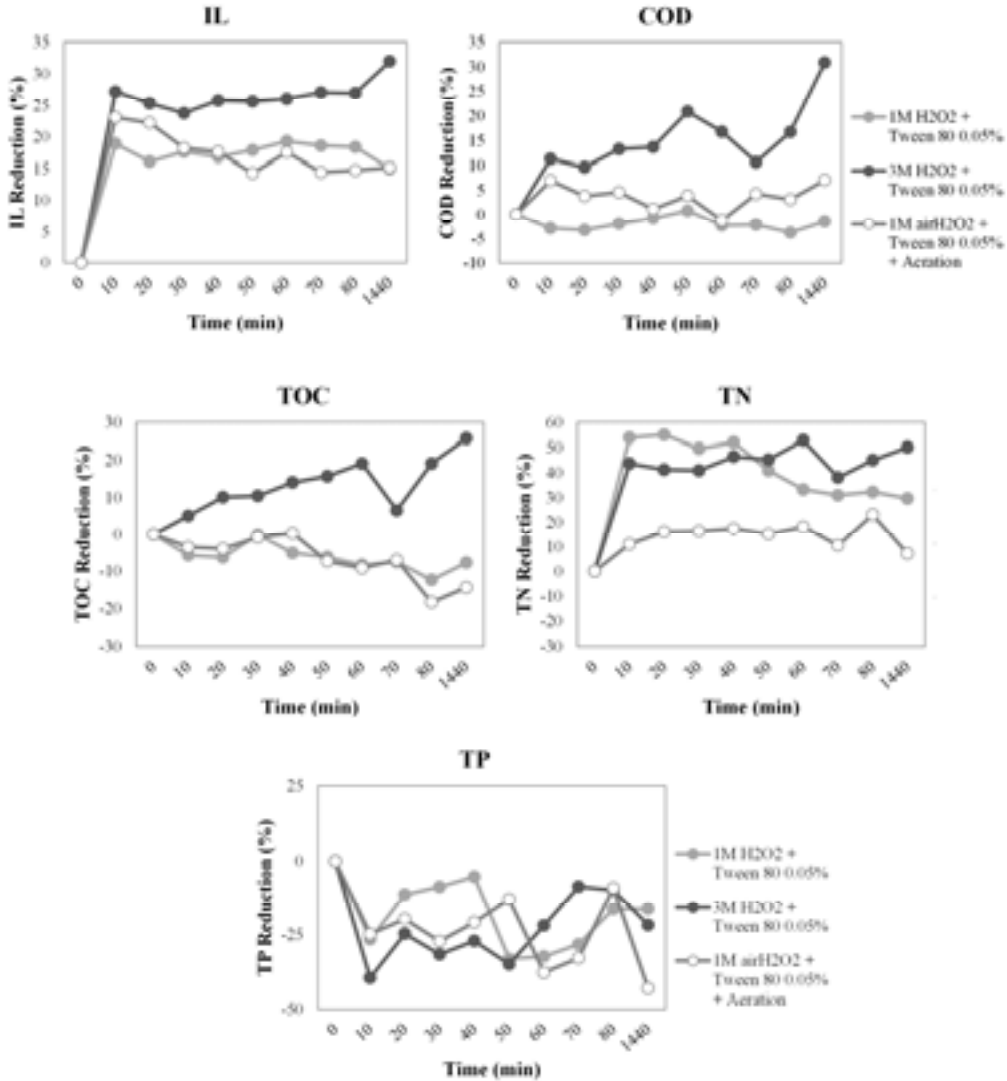 IL
IL Reduction (%)
35
30
25
20
15
10
5
0
0 10 20 30 40 50 60 70 80 1440
Time (min)
COD
COD Reduction(%)
35
30
25
20
15
10
5
0
-5
-10
0 10 20 30 40 50 60 70 80 1440
Time (min)
1M H2O2 +
Tween 80 0.05%
3M H2O2 +
Tween 80 0.05%
1M airH2O2 +
Tween 80 0.05%
+ Aeration
TOC
TOC Reduction (%)
30
20
10
0
-10
-20
-30
0 10 20 30 40 50 60 70 80 1440
Time (min)
TN
TN Reduction (%)
60
50
40
30
20
10
0
-10
-20
-30
0 10 20 30 40 50 60 70 80 1440
Time (min)
TP
TP Reduction (%)
25
0
-25
-50
0 10 20 30 40 50 60 70 80 1440
Time (min)
1M H2O2 +
Tween 80 0.05%
3M H2O2 +
Tween 80 0.05%
1M airH2O2 +
Tween 80 0.05%
+ Aeration